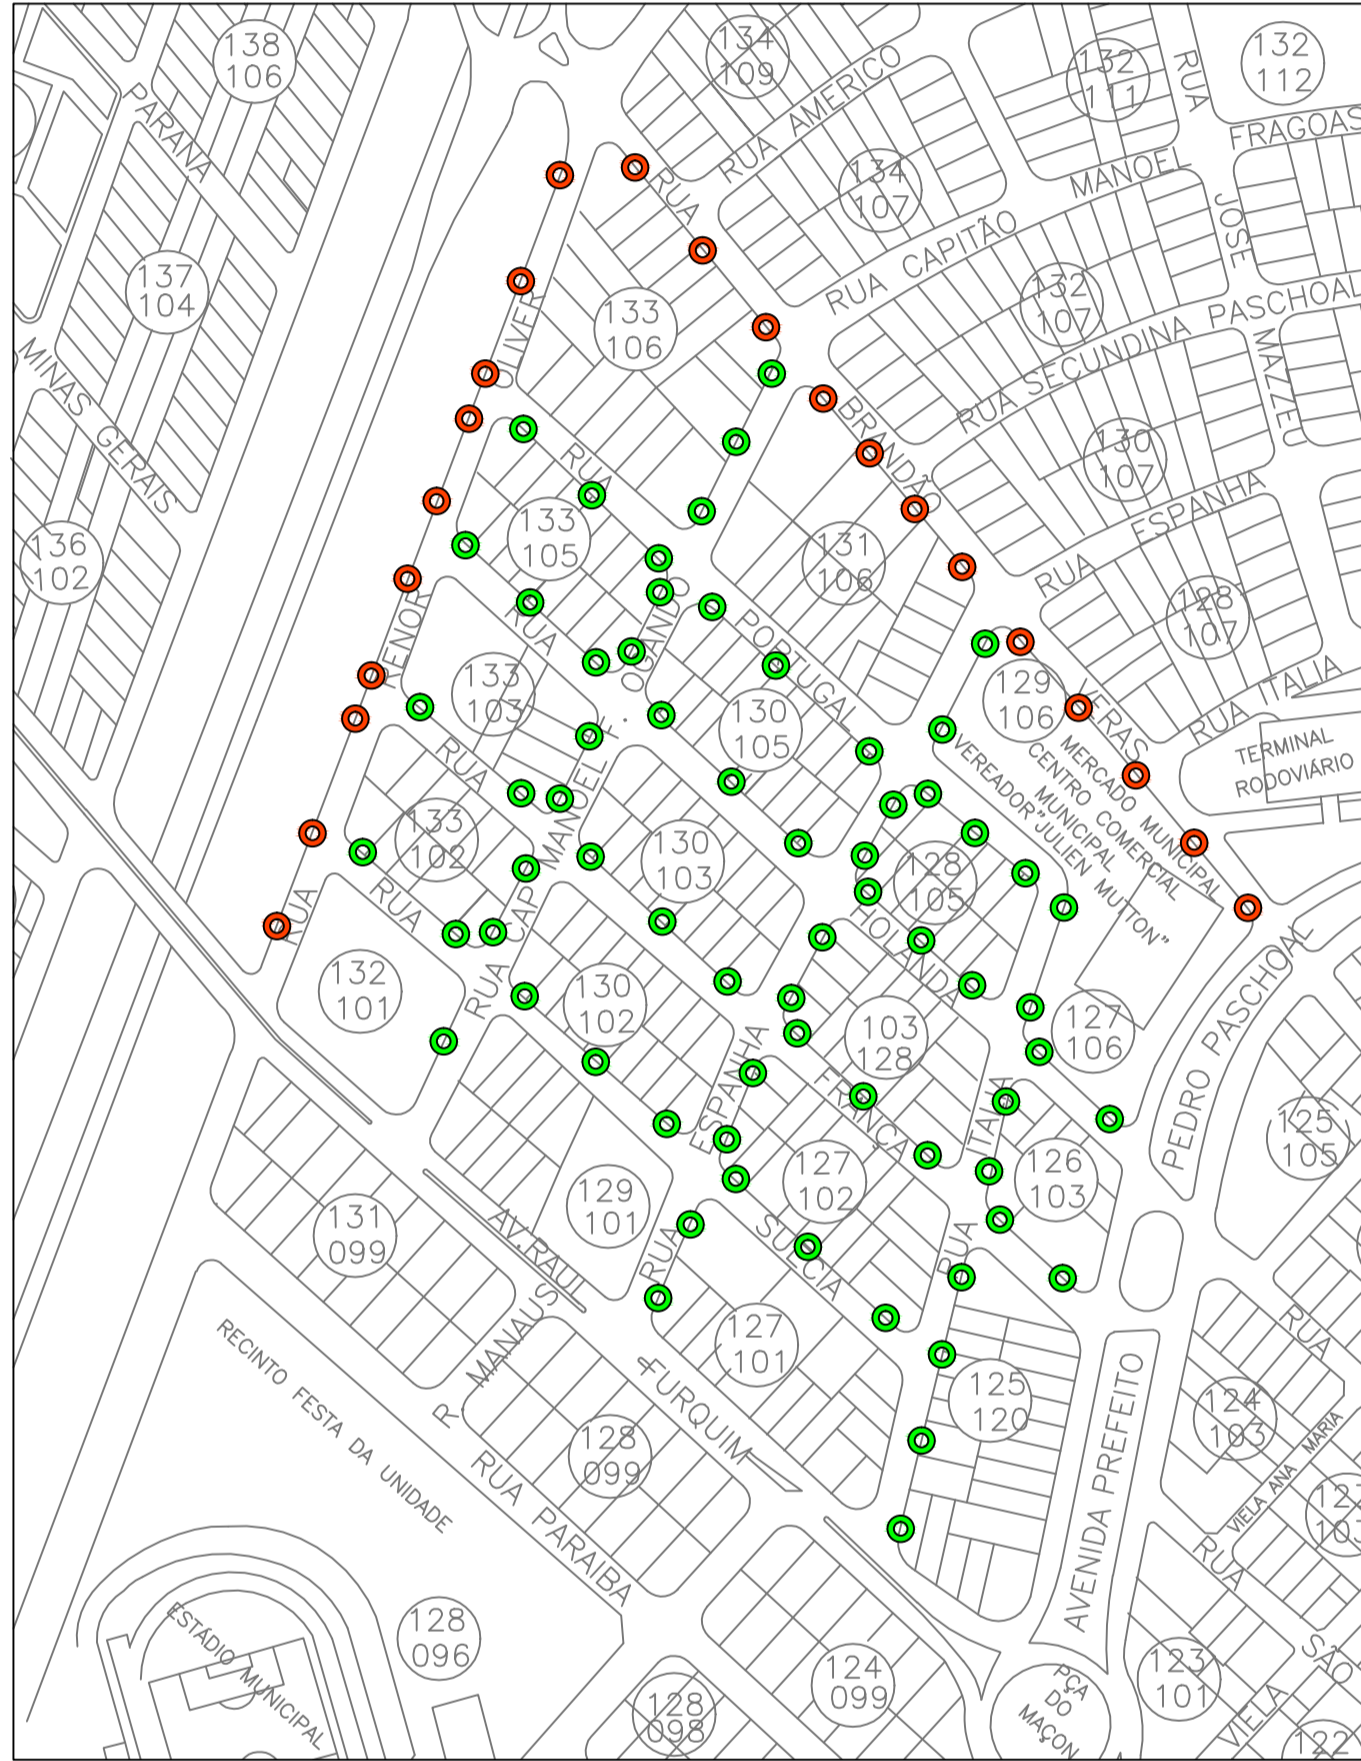 138
106
134
109
132
111
RUA
132
112
PARANA
RUA AMERICO
FRAGOAS
MANOEL
134
107
RUA
JOSE
RUA CAPITÃO
137
104
132
107
PASCHOAL
133
106
OLIVER
RUA SECUNDINA
MAZZEU
MINAS GERAIS
BRANDÃO
130
107
RUA
RUA ESPANHA
133
105
136
102
131
106
128
107
RENOR
RUA
OGANDO
PORTUGAL
133
103
129
106
VERAS
RUA ITALIA
130
105
TERMINAL
RODOVIÁRIO
MERCADO MUNICIPAL
CENTRO COMERCIAL
MUNICIPAL
VEREADOR"JULIEN MUTTON"
RUA
MANUEL F.
133
102
130
103
128
105
RUA
RUA
CAP
HOLANDA
132
101
RUA
130
102
103
128
127
106
PEDRO PASCHOAL
ESPANHA
FRANÇA
ITALIA
125
105
126
103
127
102
129
101
131
099
AV.RAUL
RUA
SUECIA
RUA
R MANAUS
127
101
RUA
RECINTO FESTA DA UNIDADE
FURQUIM
125
120
124
103
AVENIDA PREFEITO
VIELA ANA MARIA
128
099
RUA PARAIBA
RUA
ESTÁDIO MUNICIPAL
128
096
124
099
123
101
SÃO
VIELA
PÇA
DO
MAÇON
128
098
122